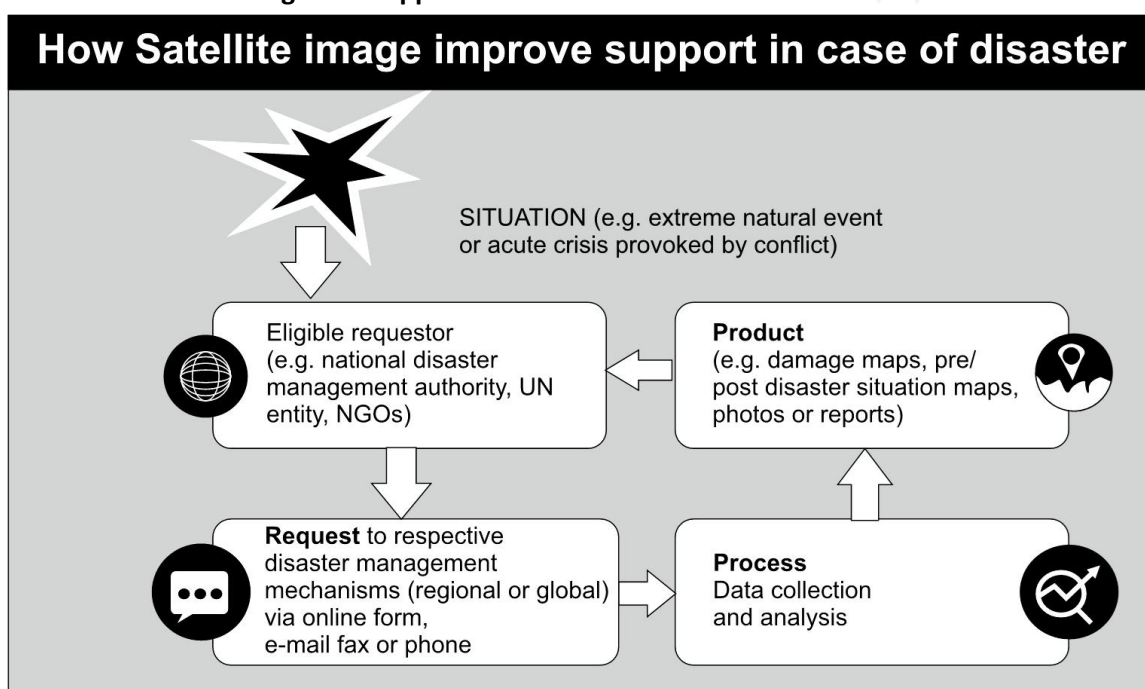 How Satellite image improve support in case of disaster
SITUATION (e.g. extreme natural event
or acute crisis provoked by conflict)
Eligible requestor
(e.g. national disaster
management authority, UN
entity, NGOs)
Product
(e.g. damage maps, pre/
post disaster situation maps,
photos or reports)
Request to respective
disaster management
mechanisms (regional or global)
via online form,
e-mail fax or phone
Process
Data collection
and analysis